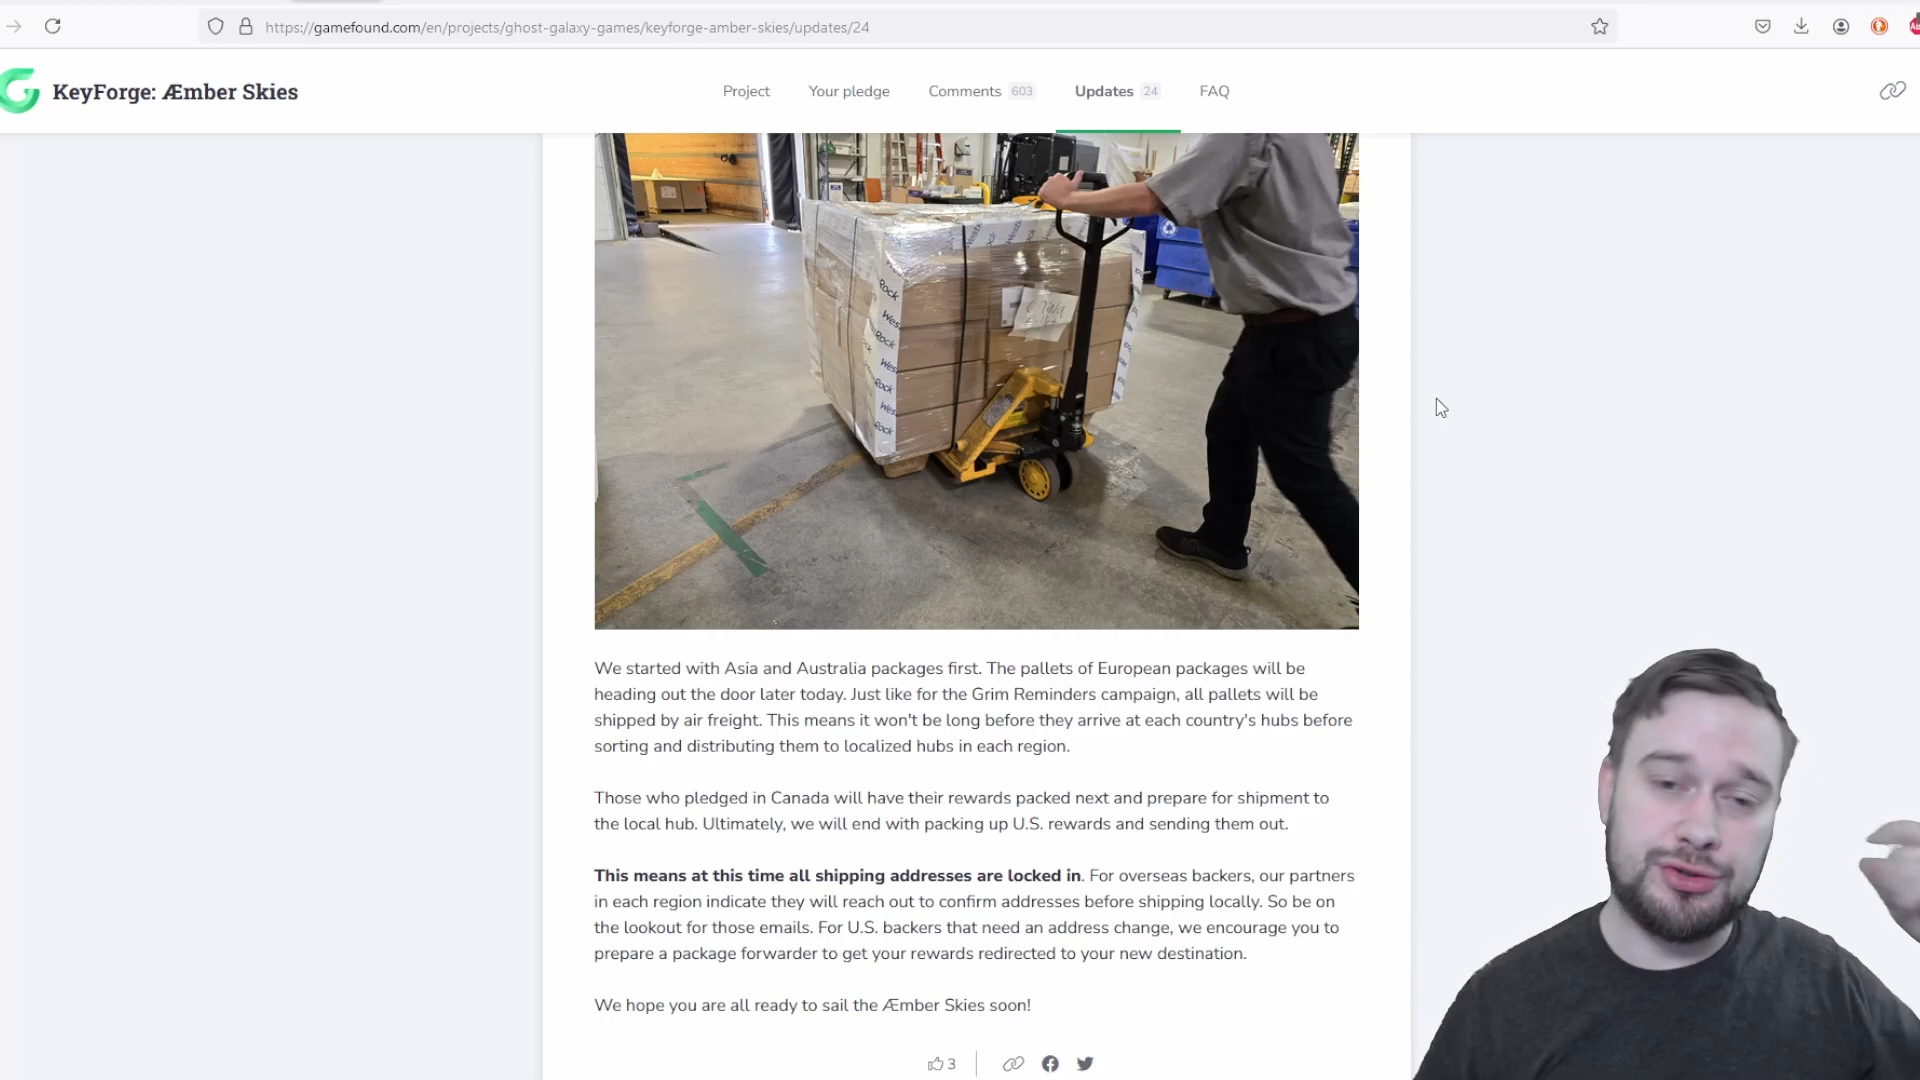 https://gamefound.com/en/projects/ghost-galaxy-games/keyforge-amber-skies/updates/24
KeyForge: Æmber Skies
Project
Your pledge
Comments 603
Updates 24
FAQ
Rock
West
Rock
West
Rock
West
Rock
We started with Asia and Australia packages first. The pallets of European packages will be
heading out the door later today. Just like for the Grim Reminders campaign, all pallets will be
shipped by air freight. This means it won't be long before they arrive at each country's hubs before
sorting and distributing them to localized hubs in each region.
Those who pledged in Canada will have their rewards packed next and prepare for shipment to
the local hub. Ultimately, we will end with packing up U.S. rewards and sending them out.
This means at this time all shipping addresses are locked in. For overseas backers, our partners
in each region indicate they will reach out to confirm addresses before shipping locally. So be on
the lookout for those emails. For U.S. backers that need an address change, we encourage you to
prepare a package forwarder to get your rewards redirected to your new destination.
We hope you are all ready to sail the Æmber Skies soon!
3